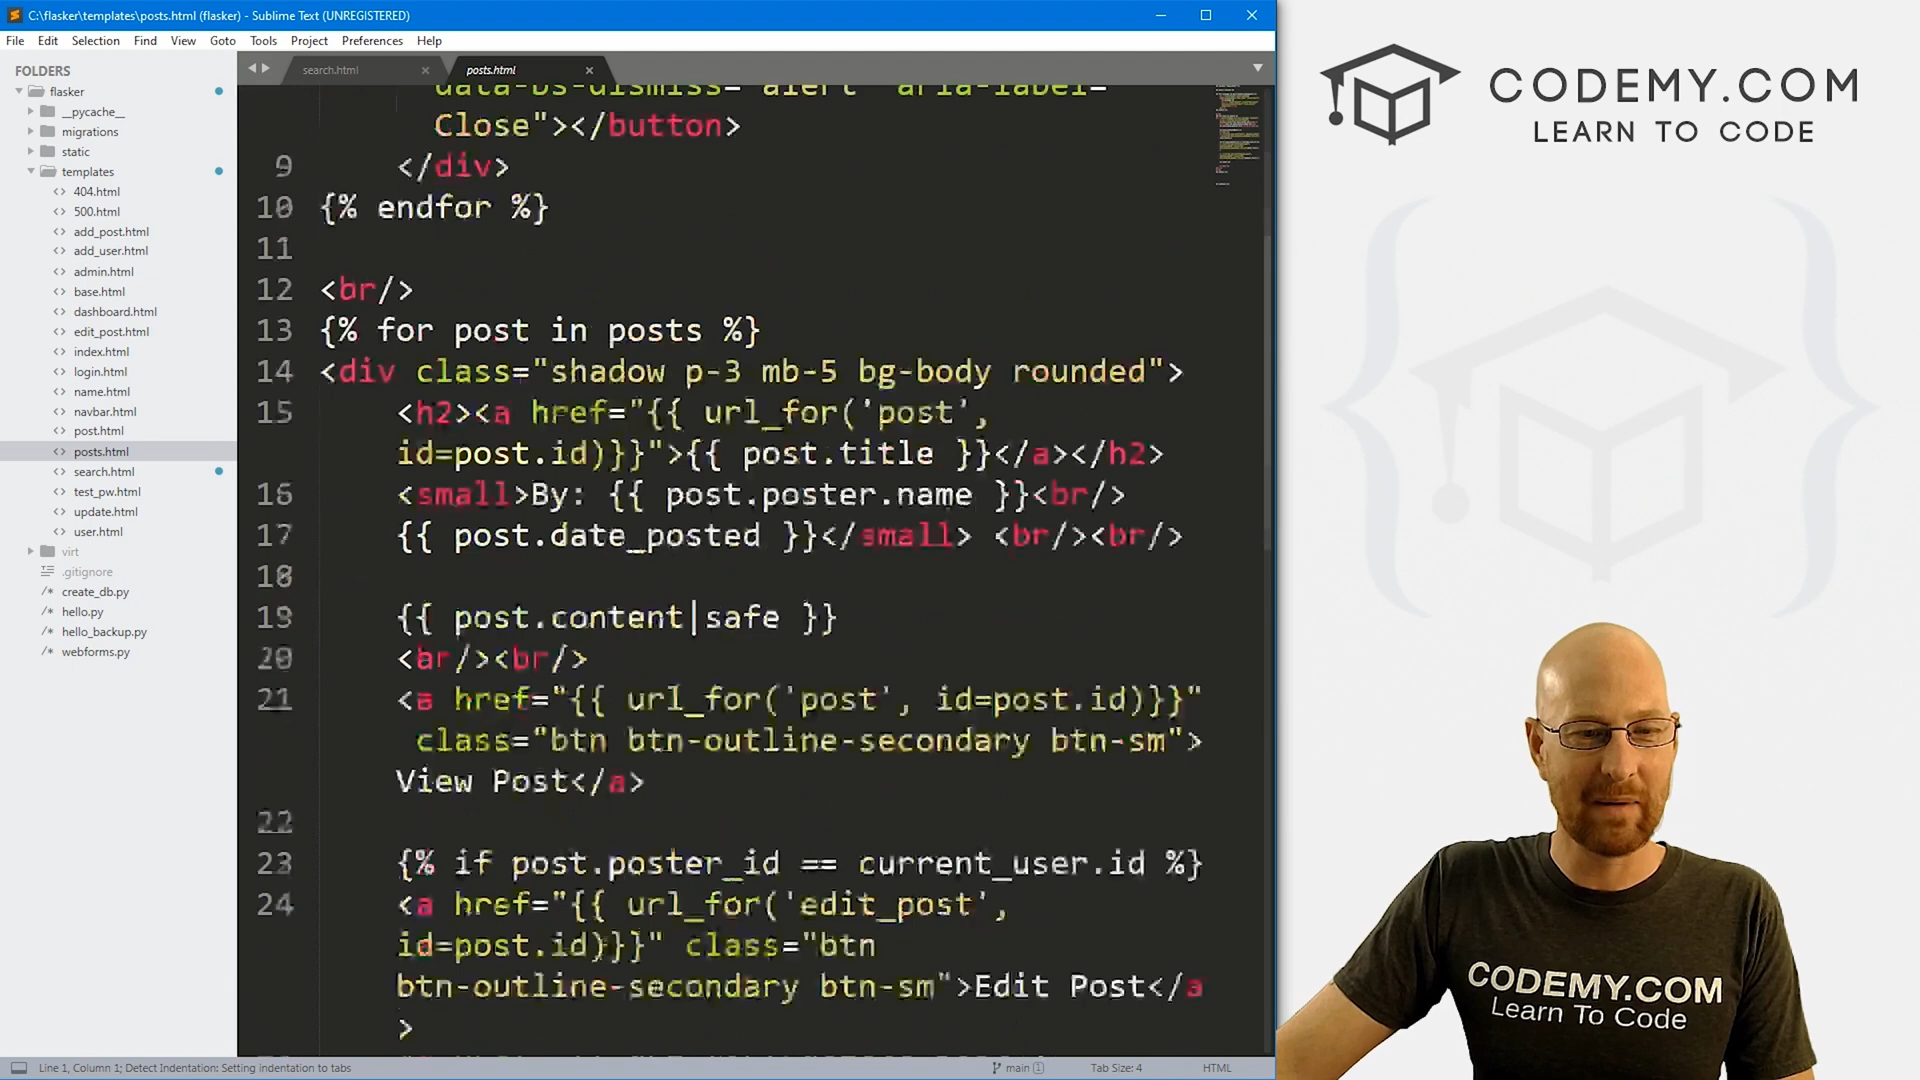 C:\flasker\templates\posts.html (flasker) - Sublime Text (UNREGISTERED)
File Edit Selection Find View Goto Tools Project Preferences Help
FOLDERS
flasker
__pycache__
migrations
static
templates
404.html
500.html
add_post.html
add_user.html
admin.html
base.html
dashboard.html
edit_post.html
index.html
login.html
name.html
navbar.html
post.html
posts.html
search.html
test_pw.html
update.html
user.html
virt
.gitignore
create_db.py
hello.py
hello_backup.py
webforms.py
search.html
posts.html
data-bs-dismiss="alert" aria-label=
Close"></button>
9 </div>
10 {% endfor %}
11
12 <br/>
13 {% for post in posts %}
14 <div class="shadow p-3 mb-5 bg-body rounded">
15 <h2><a href="{{ url_for('post',
id=post.id)}}">{{ post.title }}</a></h2>
16 <small>By: {{ post.poster.name }}<br/>
17 {{ post.date_posted }}</small> <br/><br/>
18
19 {{ post.content|safe }}
20 <br/><br/>
21 <a href="{{ url_for('post', id=post.id)}}"
class="btn btn-outline-secondary btn-sm">
View Post</a>
22
23 {% if post.poster_id == current_user.id %}
24 <a href="{{ url_for('edit_post',
id=post.id)}}" class="btn
btn-outline-secondary btn-sm">Edit Post</a
>
Line 1, Column 1; Detect Indentation: Setting indentation to tabs
main 1
Tab Size: 4
HTML
CODEMY.COM
LEARN TO CODE
CODEMY.COM
Learn To Code